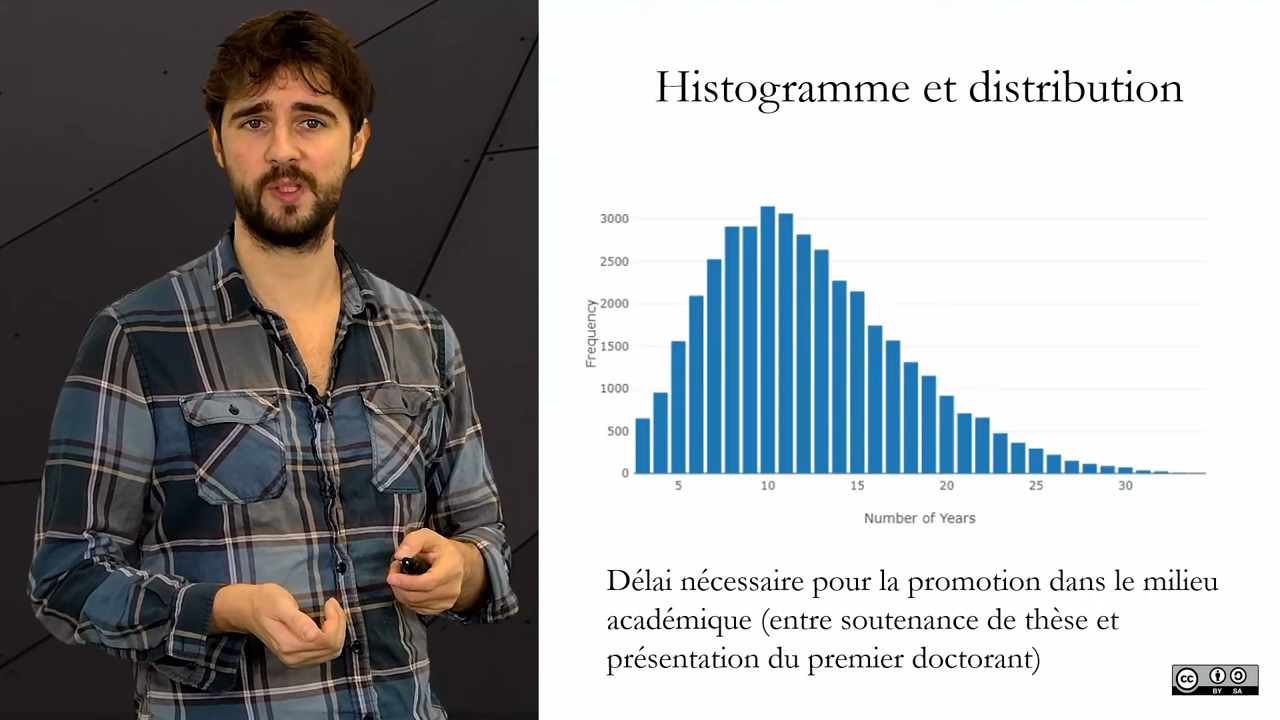 Histogramme et distribution
3000
2500
2000
1500
1000
500
0
Frequency
5 10 15 20 25 30
Number of Years
Délai nécessaire pour la promotion dans le milieu
académique (entre soutenance de thèse et
présentation du premier doctorant)
cc
BY SA